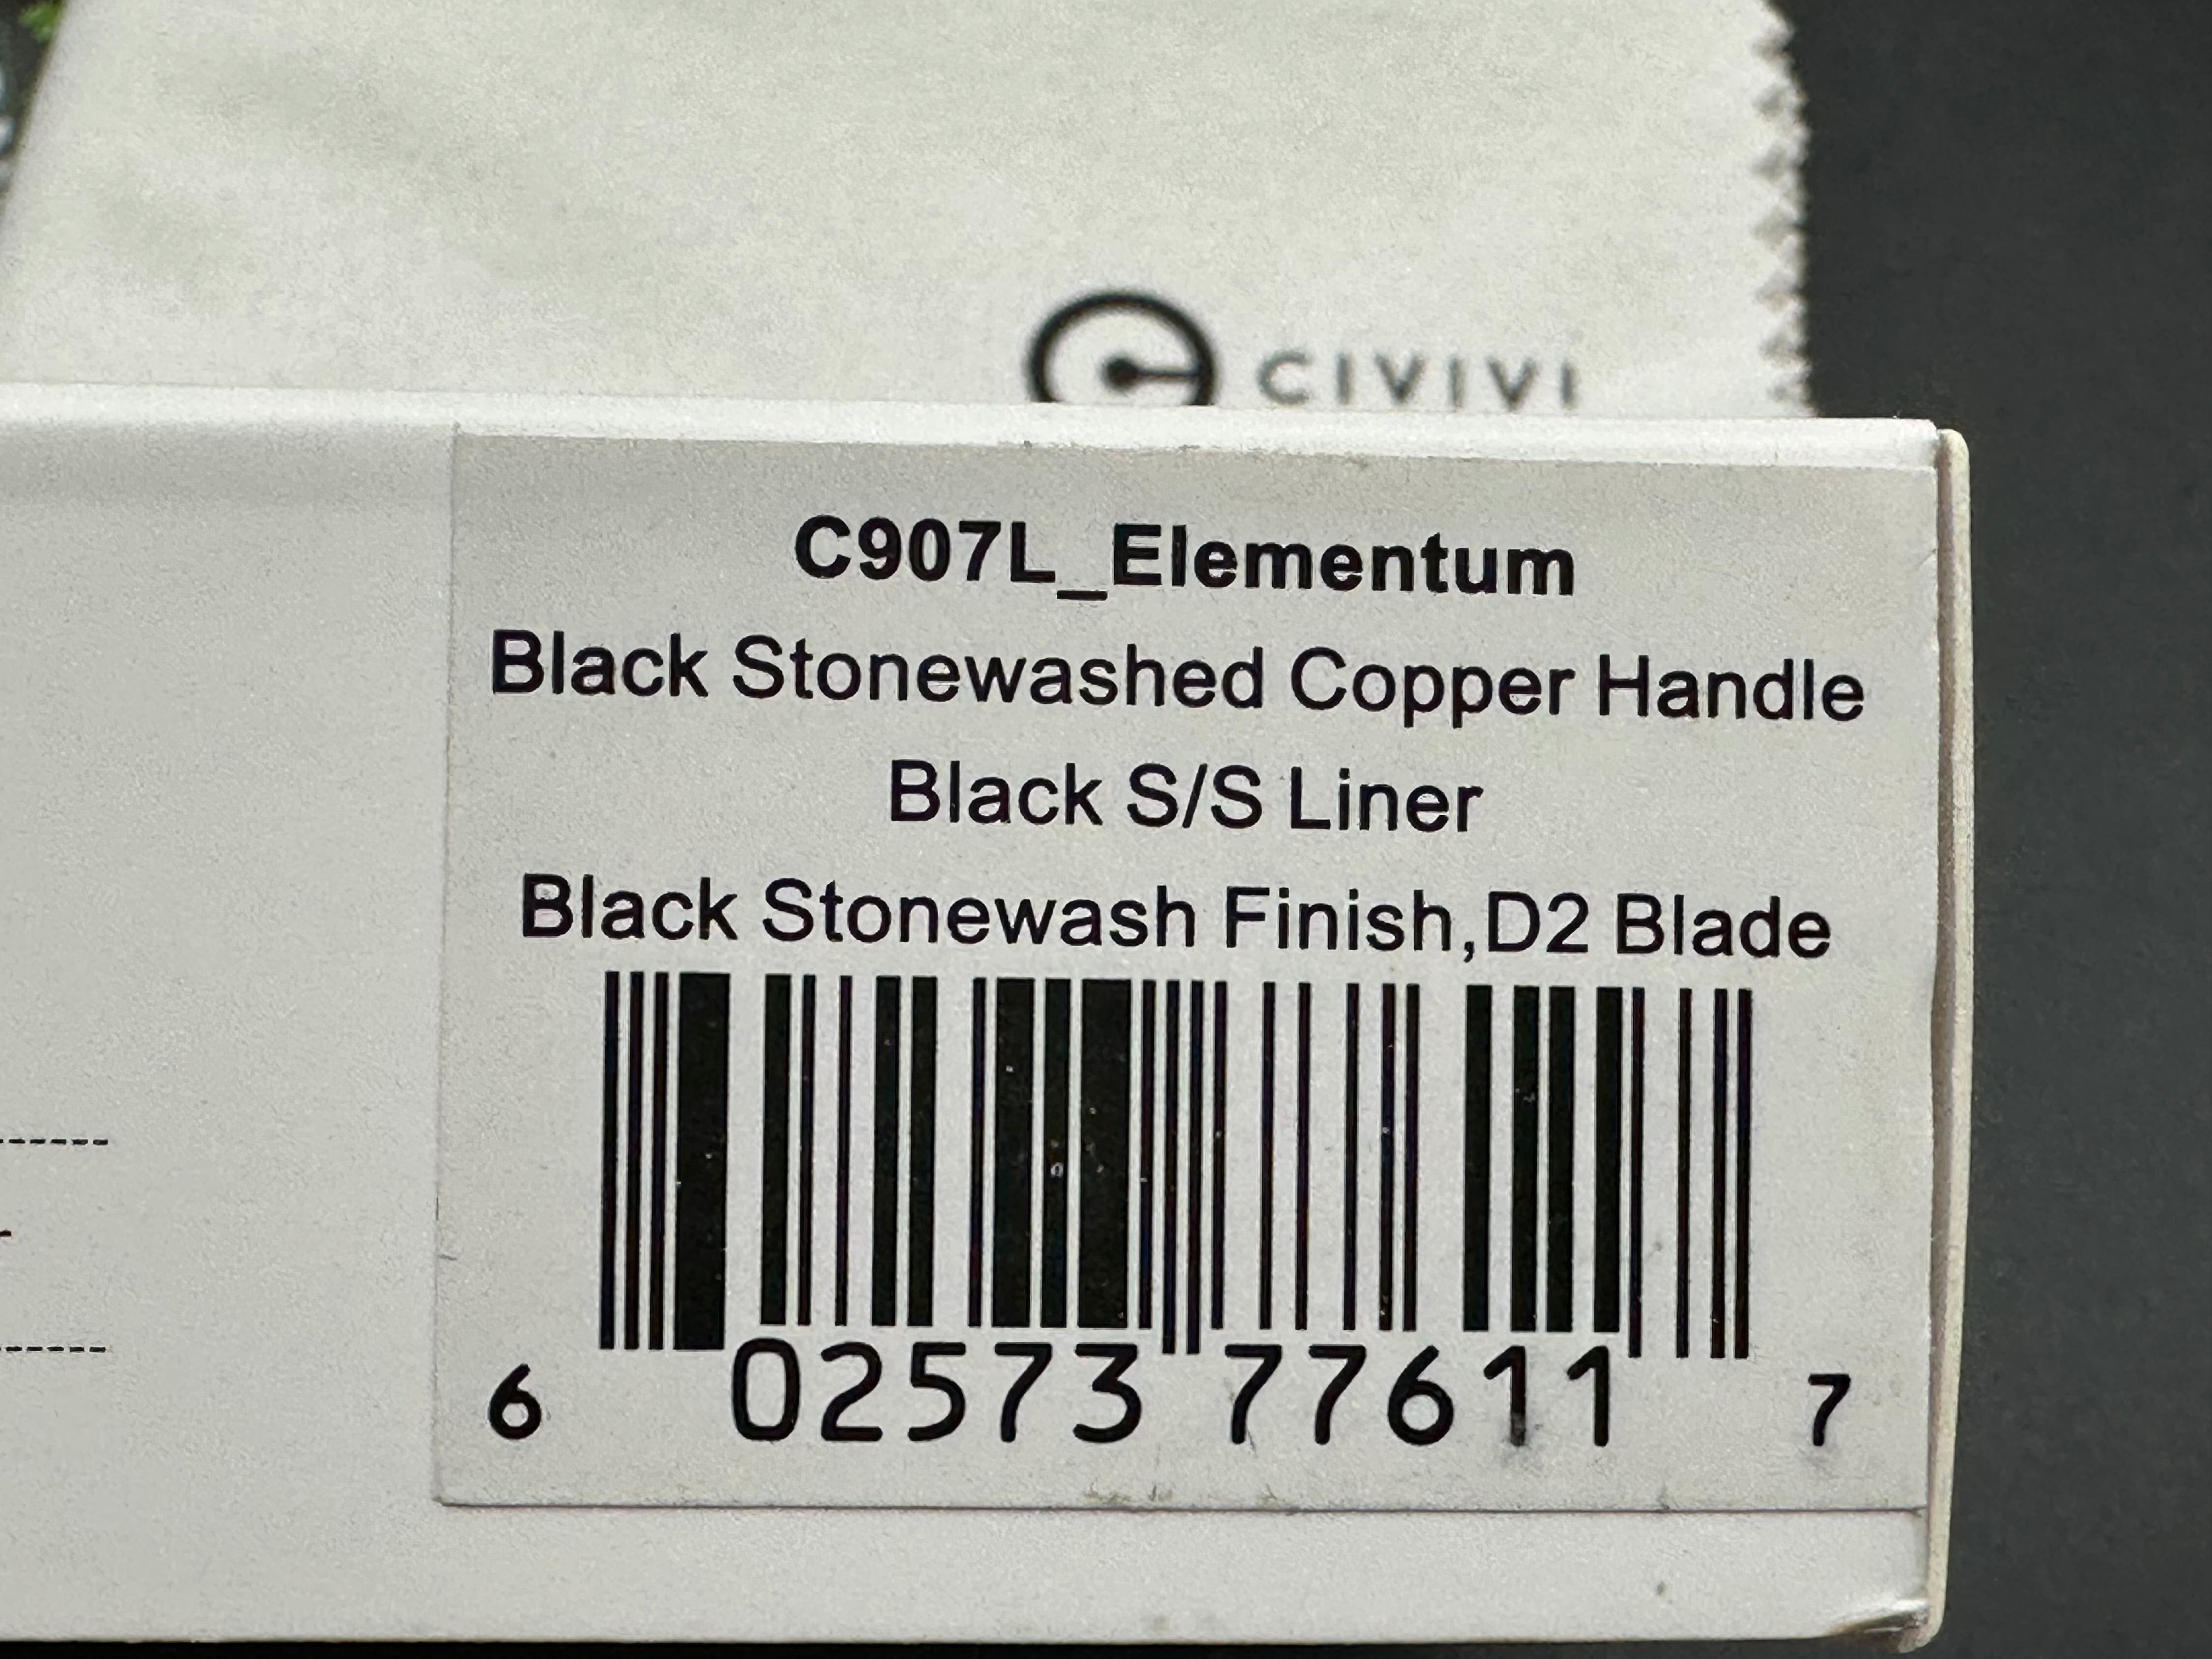 CIVIVI
C907L_Elementum
Black Stonewashed Copper Handle
Black S/S Liner
Black Stonewash Finish,D2 Blade
6 02573 77611 7